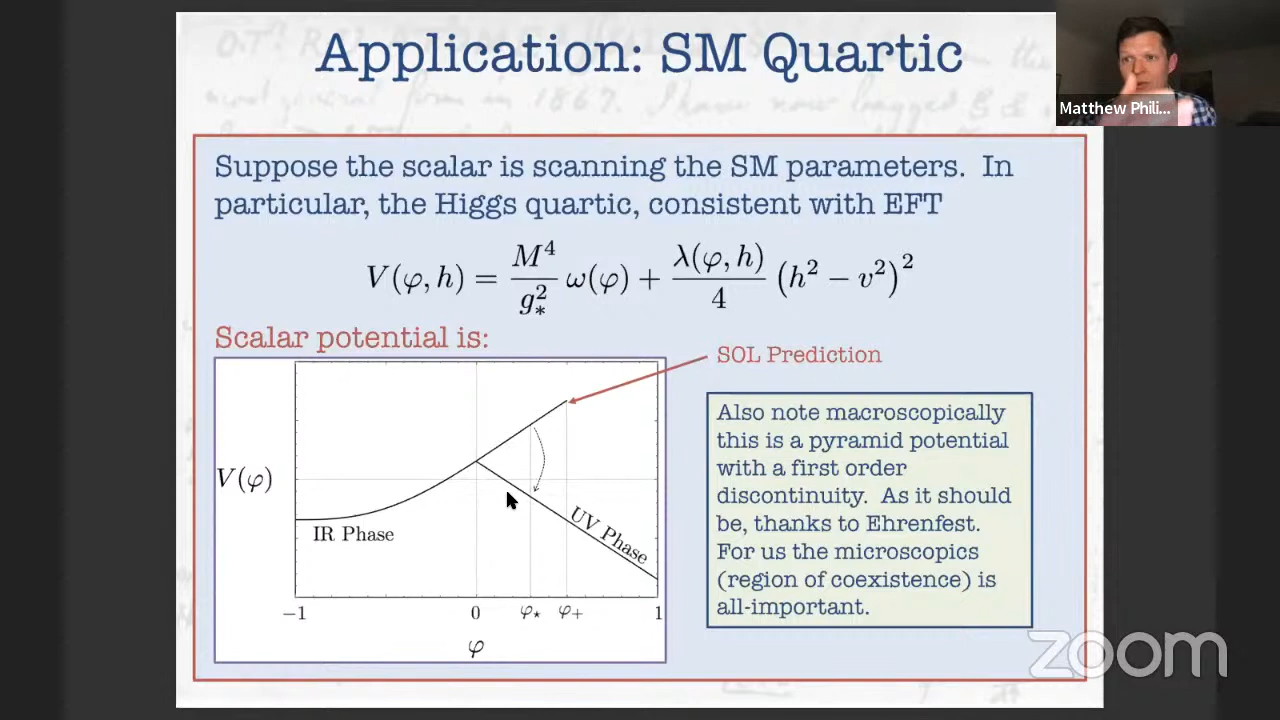 Application: SM Quartic
Matthew Phili...
Suppose the scalar is scanning the SM parameters. In
particular, the Higgs quartic, consistent with EFT
V(φ, h) = M⁴/g²∗ ω(φ) + λ(φ, h)/4 (h² − v²)²
Scalar potential is:
SOL Prediction
V(φ)
IR Phase
UV Phase
−1 0 φ⋆ φ+ 1
φ
Also note macroscopically
this is a pyramid potential
with a first order
discontinuity. As it should
be, thanks to Ehrenfest.
For us the microscopics
(region of coexistence) is
all-important.
zoom